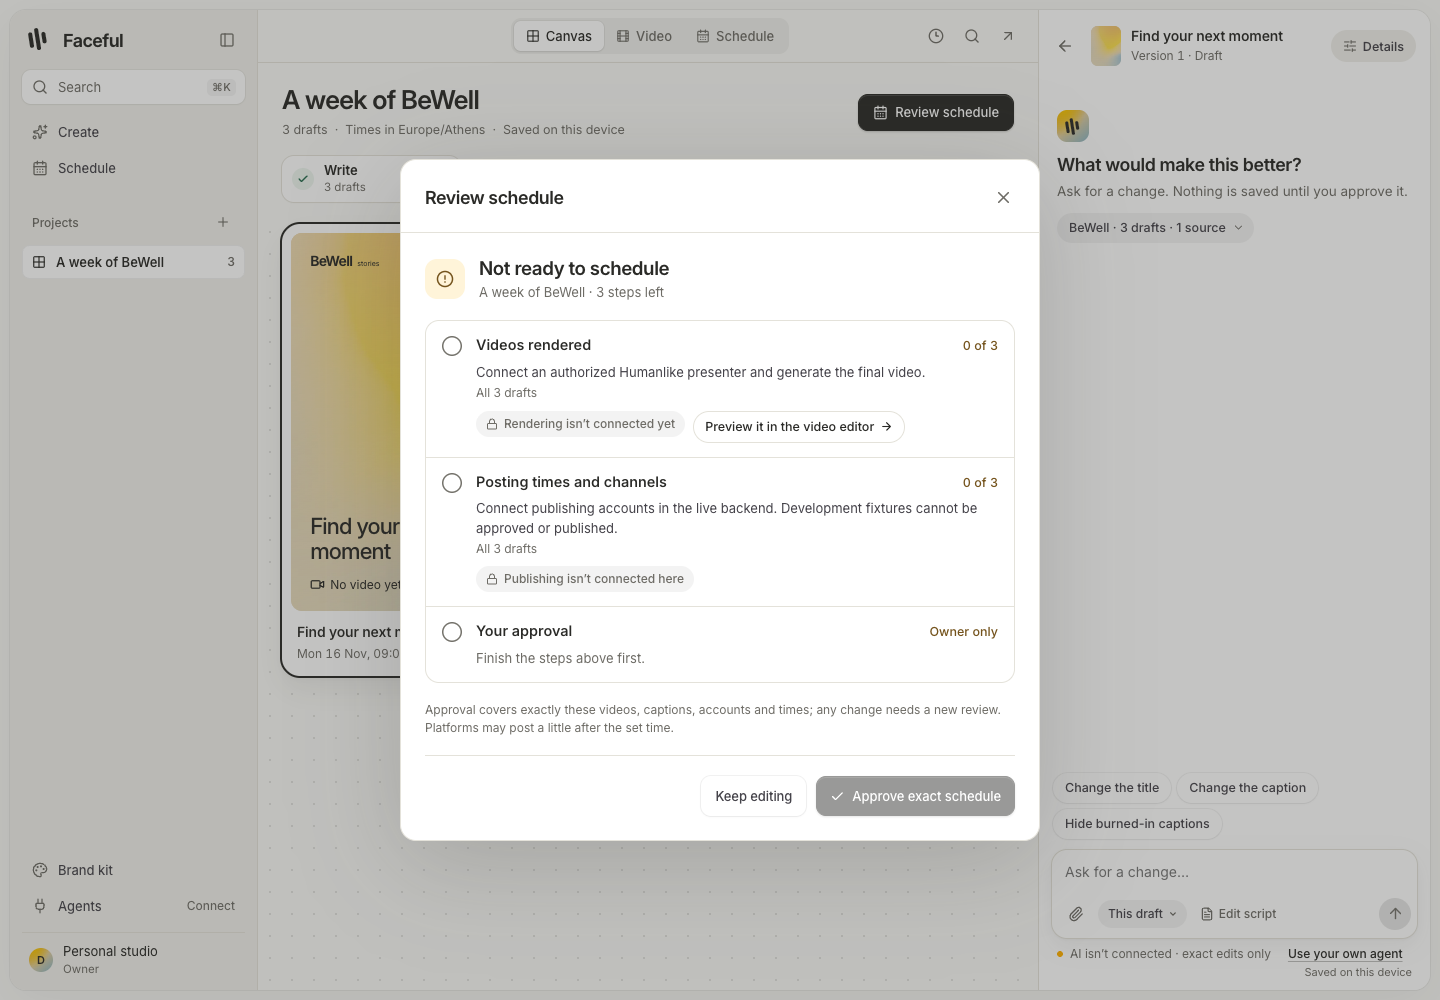 Faceful
Search
⌘K
Create
Schedule
Projects
A week of BeWell
3
Brand kit
Agents
Connect
D
Personal studio
Owner
Canvas
Video
Schedule
A week of BeWell
3 drafts · Times in Europe/Athens · Saved on this device
Review schedule
Write
3 drafts
BeWell stories
Find your
moment
No video yet
Find your next
Mon 16 Nov, 09:0
Review schedule
Not ready to schedule
A week of BeWell · 3 steps left
Videos rendered
0 of 3
Connect an authorized Humanlike presenter and generate the final video.
All 3 drafts
Rendering isn’t connected yet
Preview it in the video editor →
Posting times and channels
0 of 3
Connect publishing accounts in the live backend. Development fixtures cannot be
approved or published.
All 3 drafts
Publishing isn’t connected here
Your approval
Owner only
Finish the steps above first.
Approval covers exactly these videos, captions, accounts and times; any change needs a new review.
Platforms may post a little after the set time.
Keep editing
Approve exact schedule
Find your next moment
Version 1 · Draft
Details
What would make this better?
Ask for a change. Nothing is saved until you approve it.
BeWell · 3 drafts · 1 source
Change the title
Change the caption
Hide burned-in captions
Ask for a change...
This draft
Edit script
AI isn’t connected · exact edits only
Use your own agent
Saved on this device